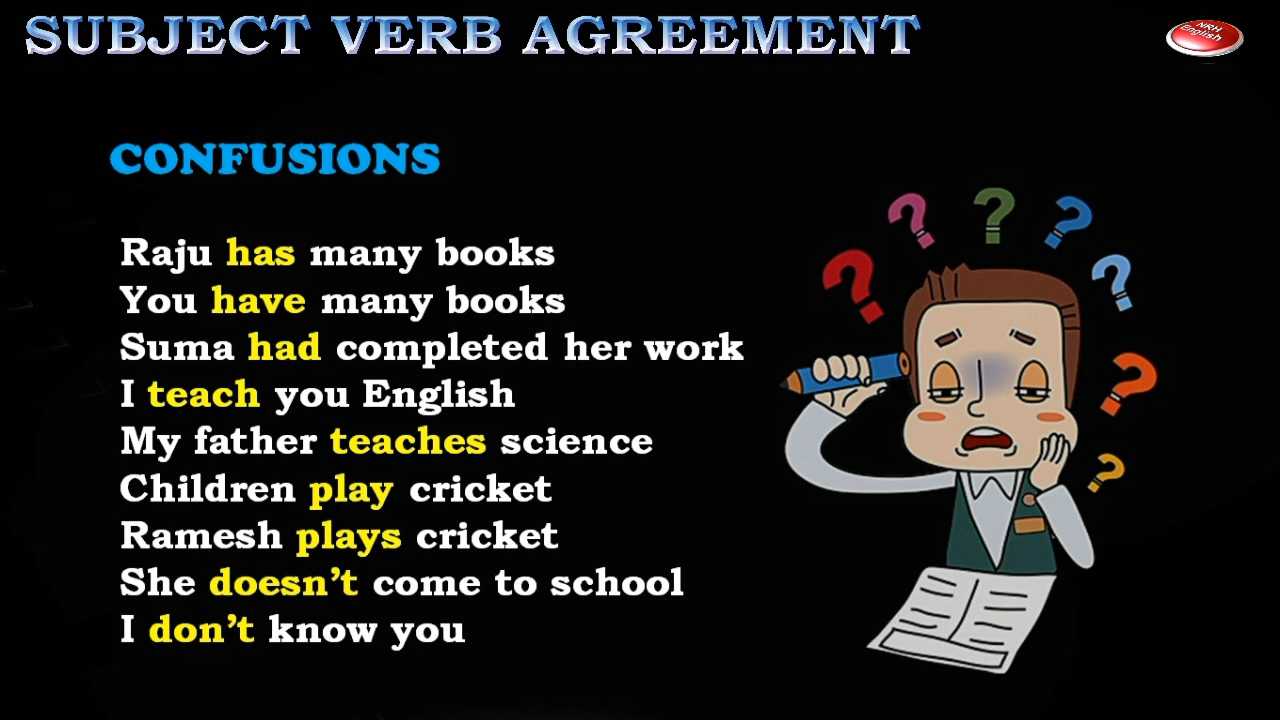 SUBJECT VERB AGREEMENT
NRH
English
CONFUSIONS
Raju has many books
You have many books
Suma had completed her work
I teach you English
My father teaches science
Children play cricket
Ramesh plays cricket
She doesn’t come to school
I don’t know you